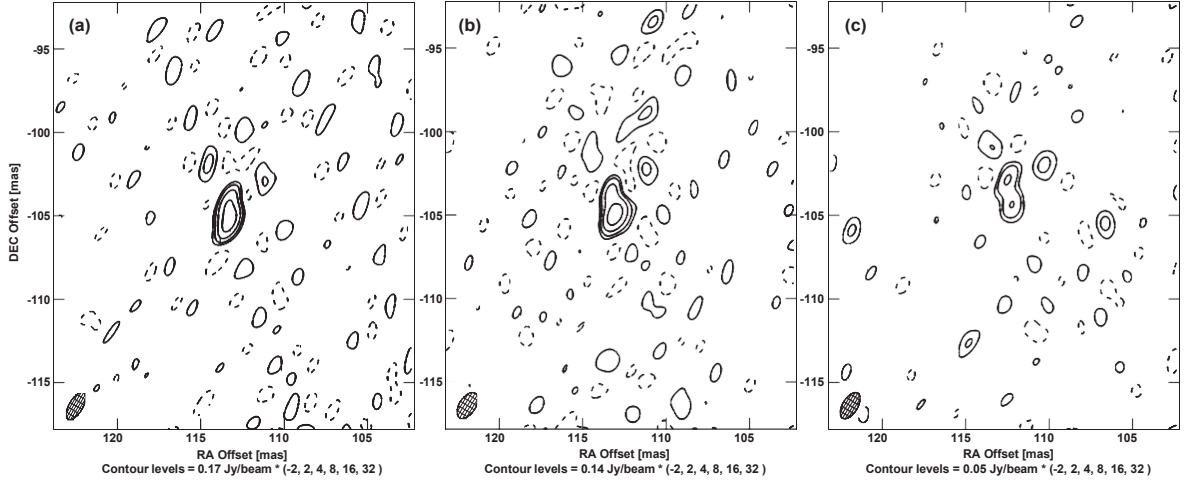 (a)
(b)
(c)
-95
-100
-105
-110
-115
-95
-100
-105
-110
-115
-95
-100
-105
-110
-115
DEC Offset [mas]
120 115 110 105
120 115 110 105
120 115 110 105
RA Offset [mas]
Contour levels = 0.17 Jy/beam * (-2, 2, 4, 8, 16, 32 )
RA Offset [mas]
Contour levels = 0.14 Jy/beam * (-2, 2, 4, 8, 16, 32 )
RA Offset [mas]
Contour levels = 0.05 Jy/beam * (-2, 2, 4, 8, 16, 32 )